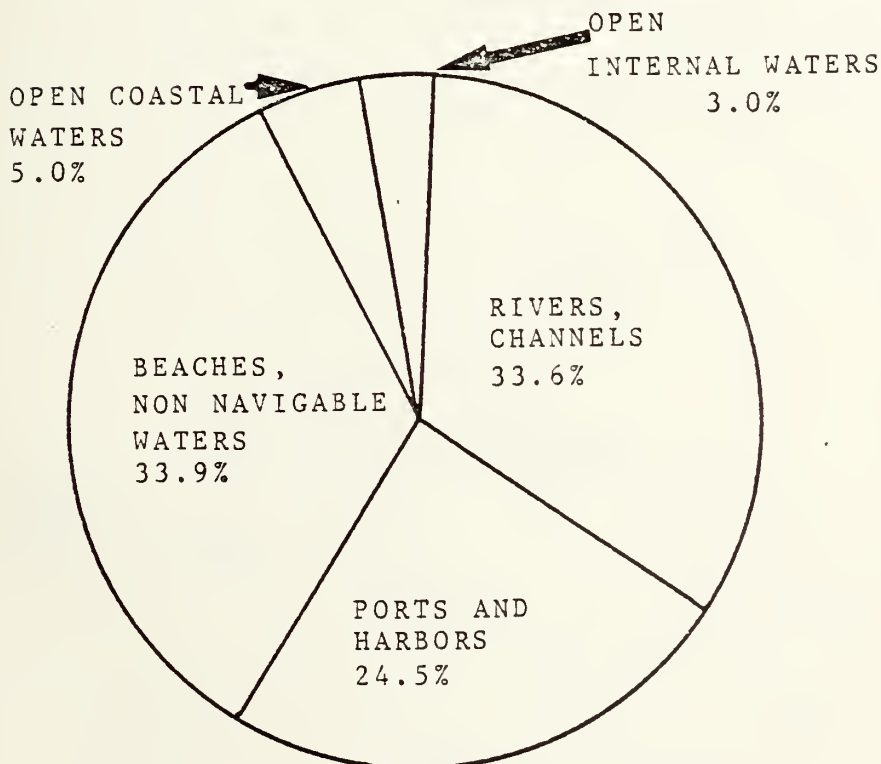 OPEN
INTERNAL WATERS
3.0%
OPEN COASTAL
WATERS
5.0%
RIVERS,
CHANNELS
33.6%
BEACHES,
NON NAVIGABLE
WATERS
33.9%
PORTS AND
HARBORS
24.5%